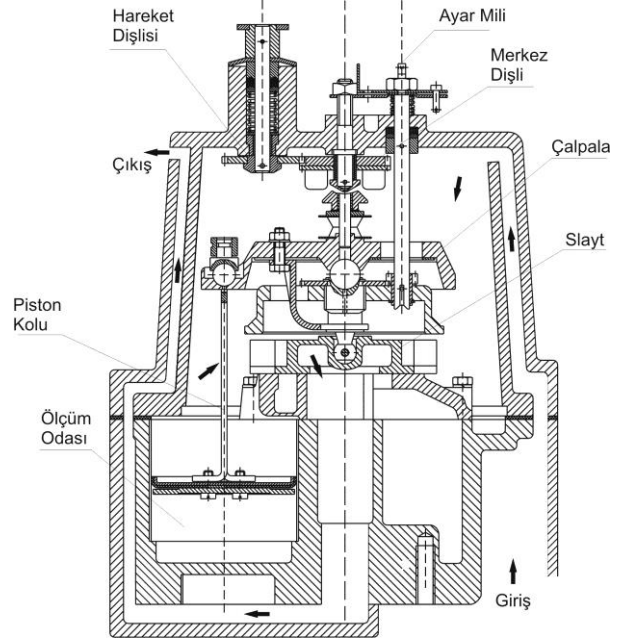 Hareket
Dişlisi
Ayar Mili
Merkez
Dişli
Çıkış
Çalpala
Slayt
Piston
Kolu
Ölçüm
Odası
Giriş